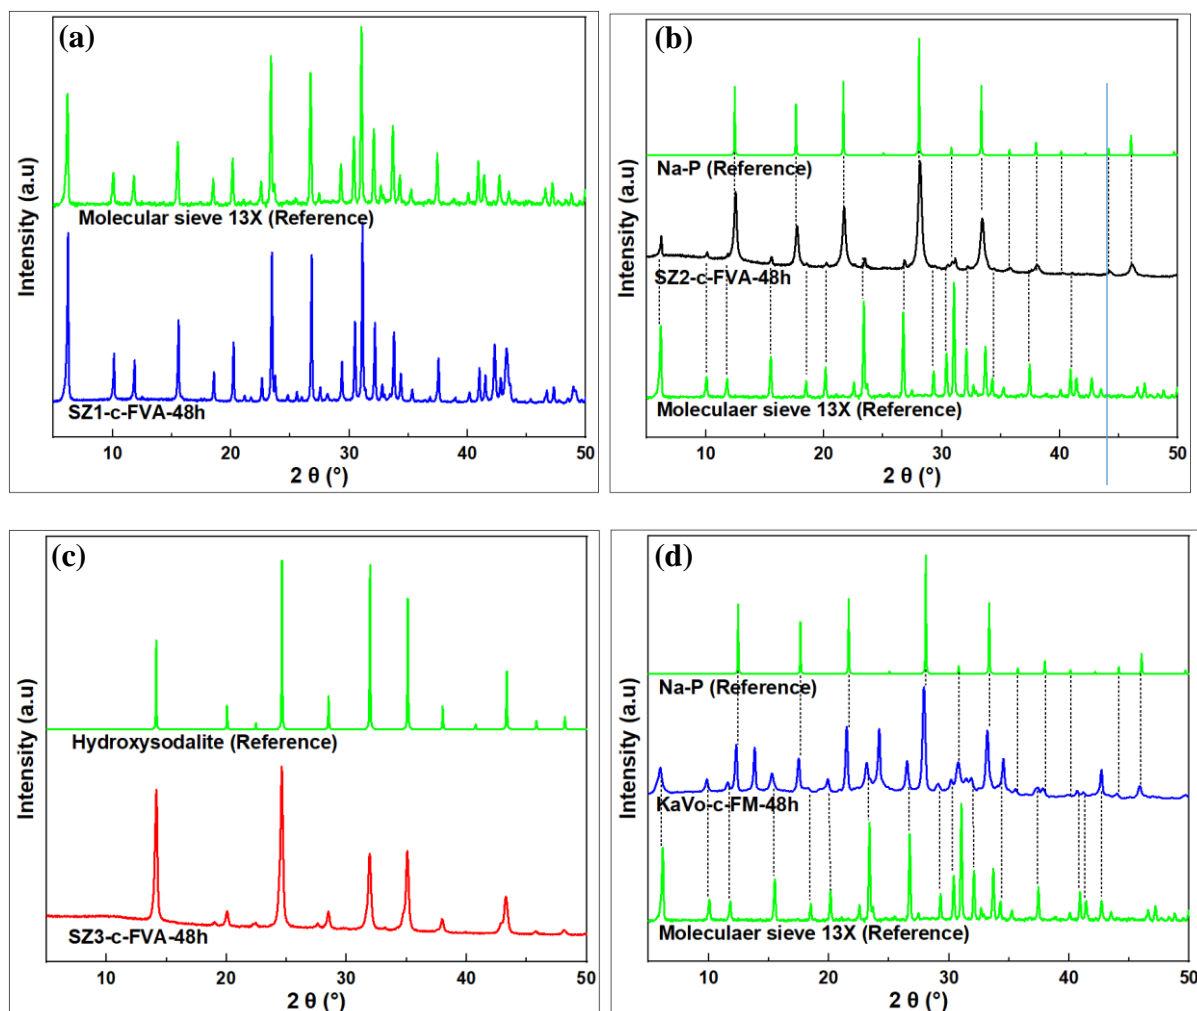 (a)
Intensity (a.u)
Molecular sieve 13X (Reference)
SZ1-c-FVA-48h
10 20 30 40 50
2 θ (°)
(b)
Intensity (a.u)
Na-P (Reference)
SZ2-c-FVA-48h
Moleculaer sieve 13X (Reference)
10 20 30 40 50
2 θ (°)
(c)
Intensity (a.u)
Hydroxysodalite (Reference)
SZ3-c-FVA-48h
10 20 30 40 50
2 θ (°)
(d)
Intensity (a.u)
Na-P (Reference)
KaVo-c-FM-48h
Moleculaer sieve 13X (Reference)
10 20 30 40 50
2 θ (°)